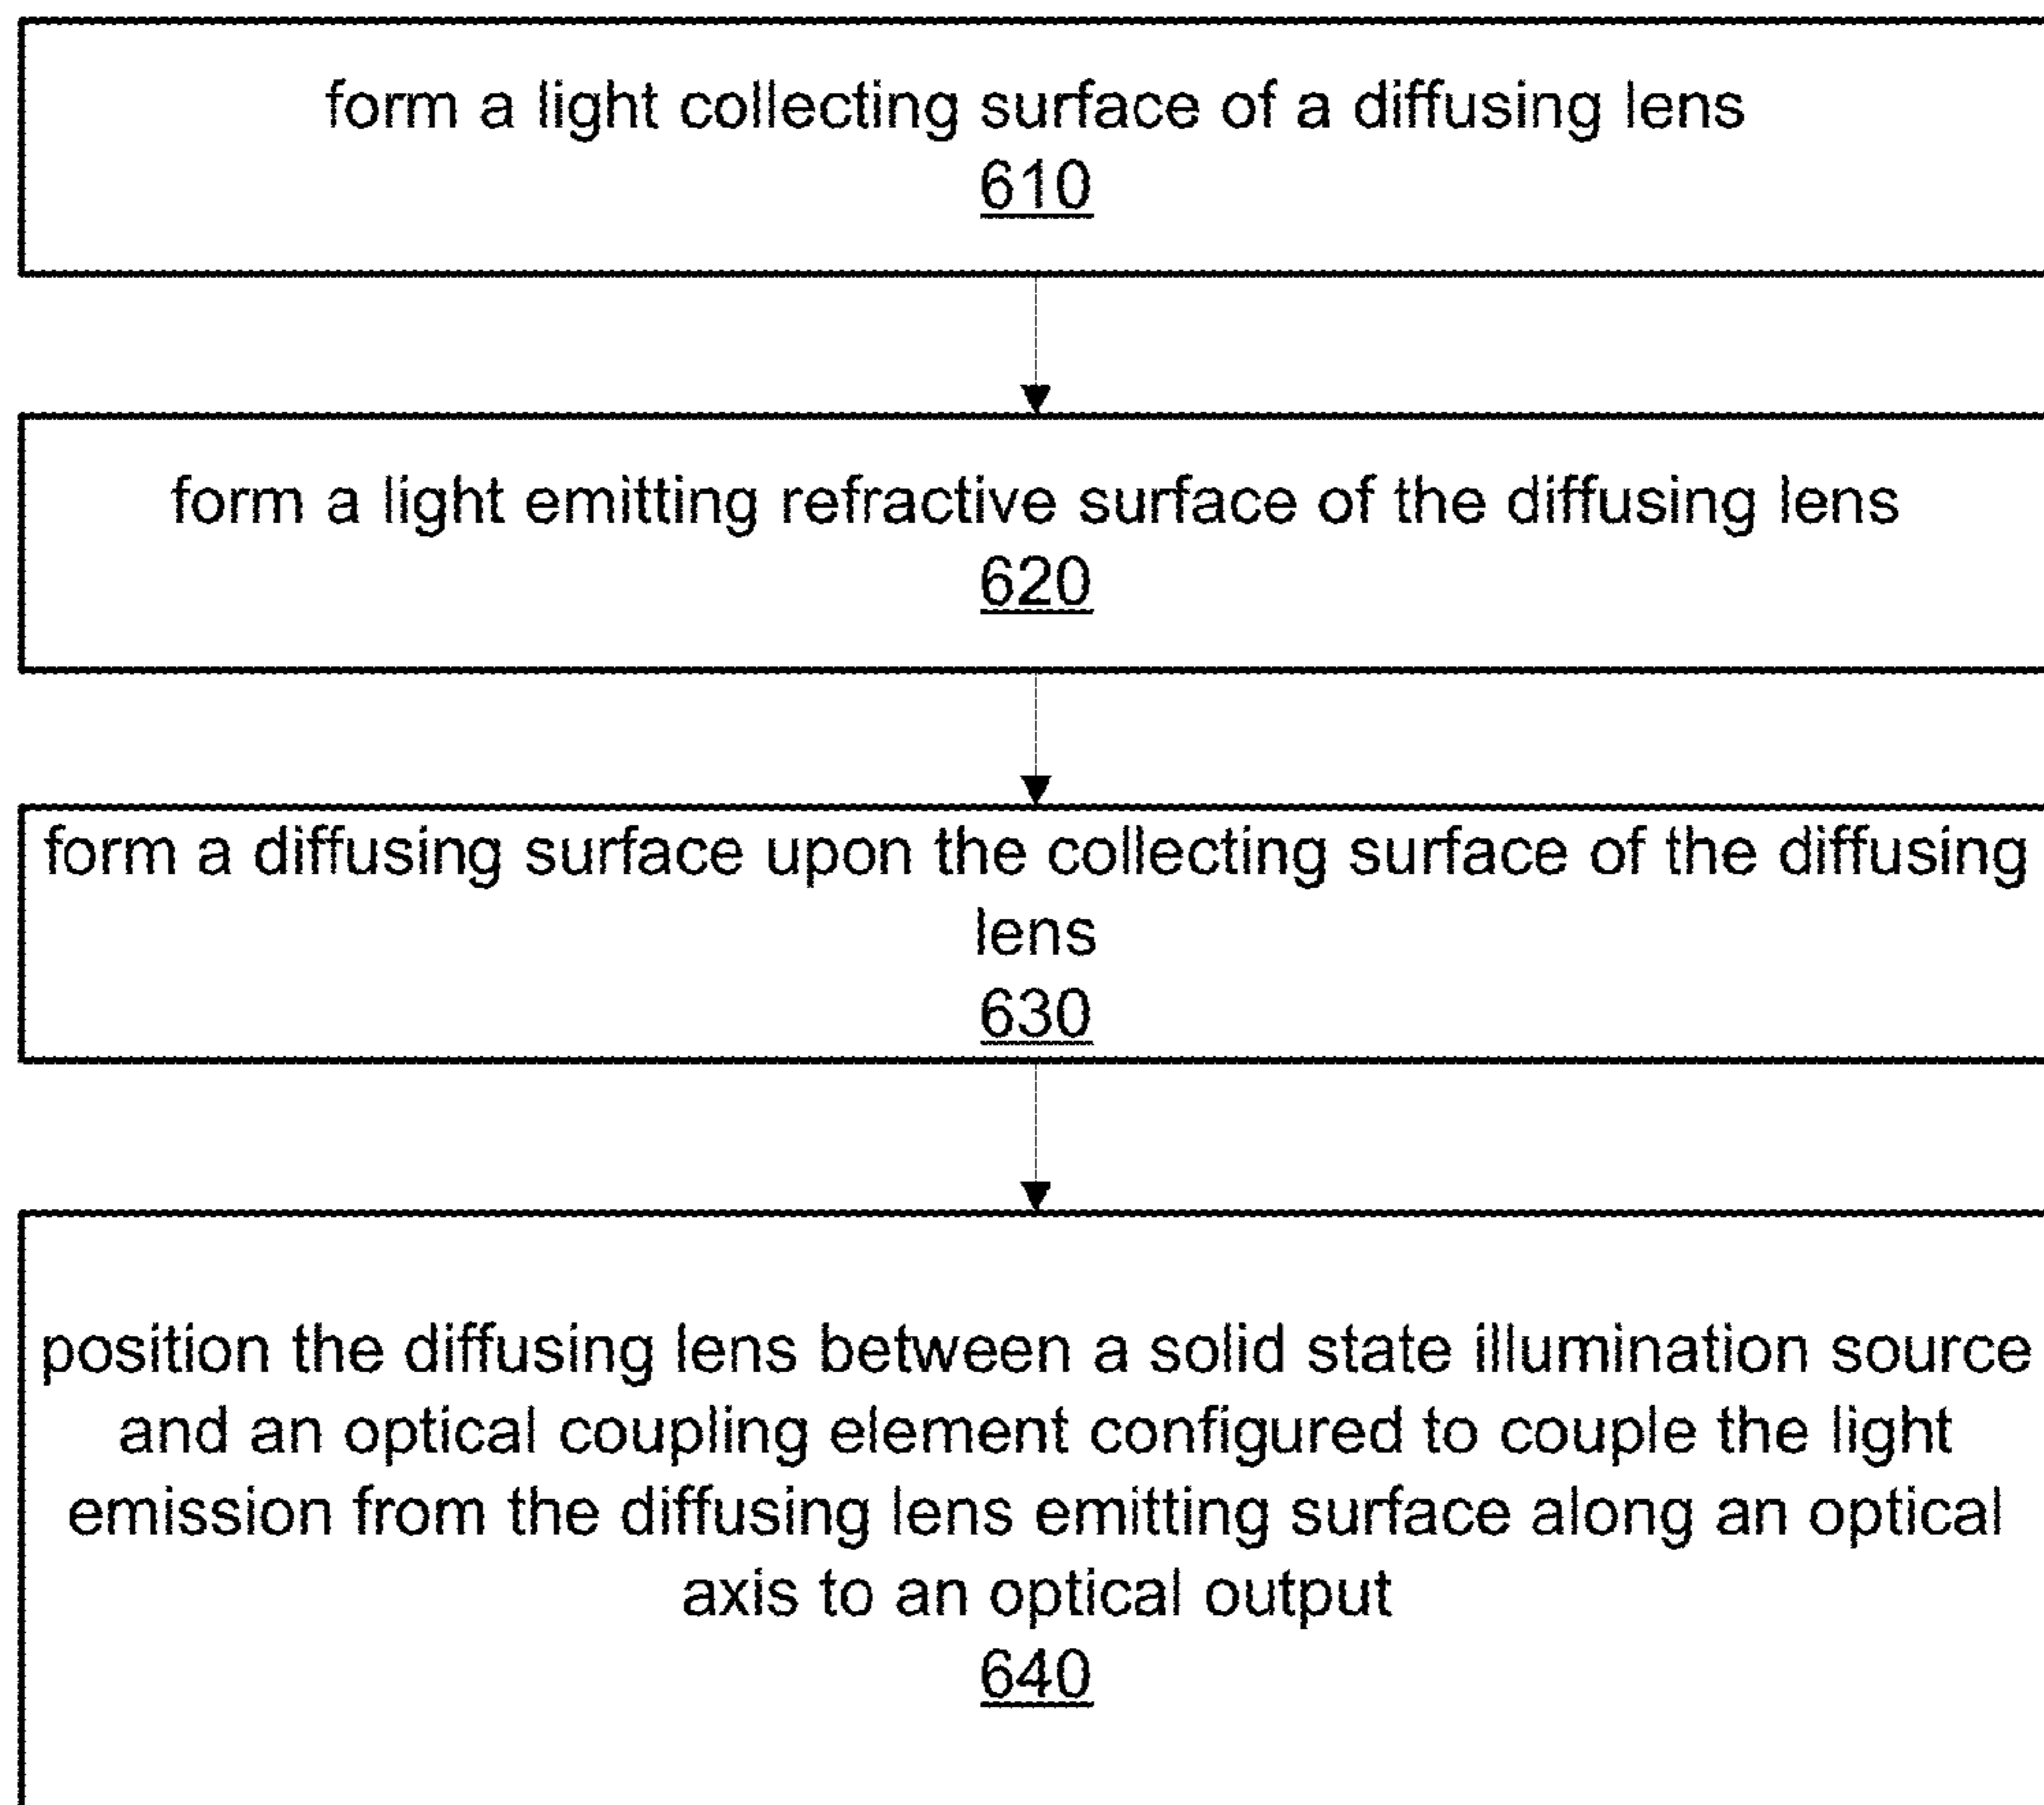 form a light collecting surface of a diffusing lens
610
form a light emitting refractive surface of the diffusing lens
620
form a diffusing surface upon the collecting surface of the diffusing
lens
630
position the diffusing lens between a solid state illumination source
and an optical coupling element configured to couple the light
emission from the diffusing lens emitting surface along an optical
axis to an optical output
640